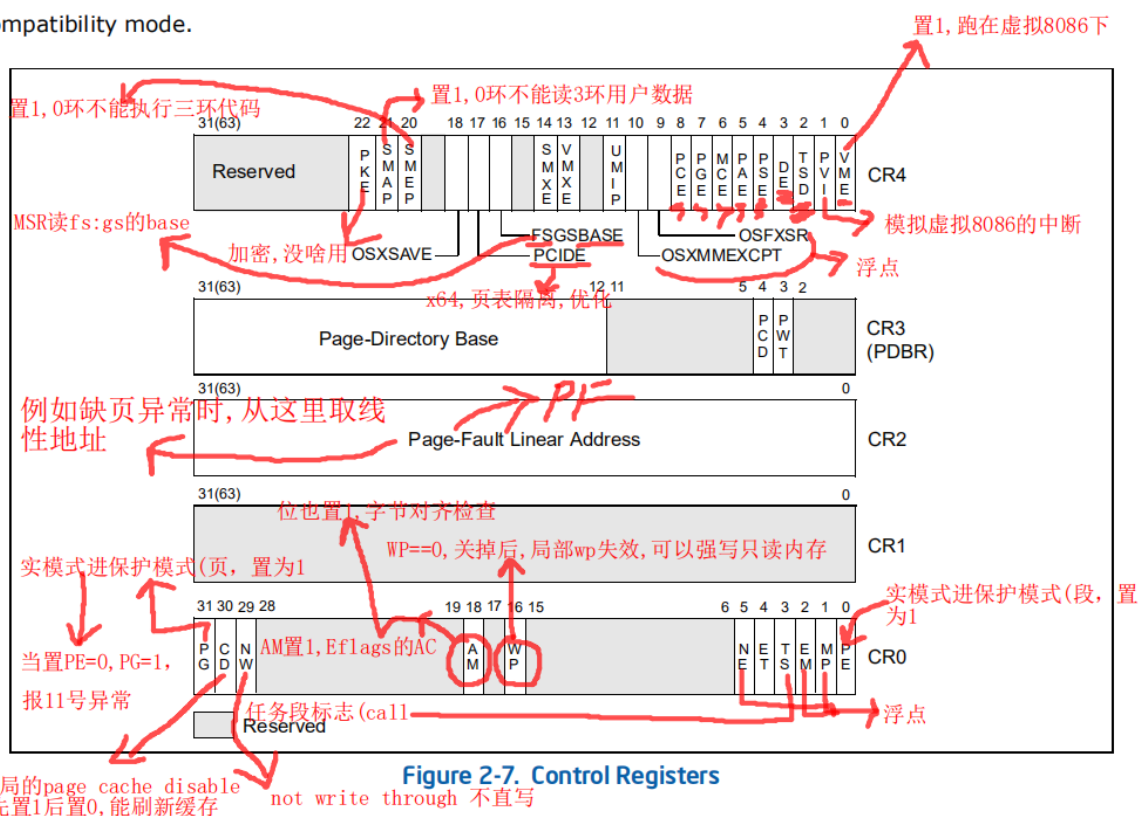 ompatibility mode.
置1,跑在虚拟8086下
置1,0环不能执行三环代码
置1,0环不能读3环用户数据
31(63) 22 21 20 18 17 16 15 14 13 12 11 10 9 8 7 6 5 4 3 2 1 0
Reserved PKE SMAP SMEP SMXE VMXE UMIP PCE PGE MCE PAE PSE DE TSD PVI VME CR4
MSR读fs:gs的base
模拟虚拟8086的中断
加密,没啥用
OSXSAVE FSGSBASE PCIDE OSXMMEXCPT OSFXSR
浮点
x64,页表隔离,优化
31(63) 12 11 5 4 3 2
Page-Directory Base PCD PWT CR3
(PDBR)
31(63) 0
PF
例如缺页异常时,从这里取线
性地址
Page-Fault Linear Address CR2
31(63) 0
位也置1,字节对齐检查
WP==0,关掉后,局部wp失效,可以强写只读内存
CR1
实模式进保护模式(页，置为1
实模式进保护模式(段，置
为1
31 30 29 28 19 18 17 16 15 6 5 4 3 2 1 0
PG CD NW AM WP NE ET TS EM MP PE CR0
AM置1,Eflags的AC
当置PE=0,PG=1，
报11号异常
任务段标志(call
浮点
Reserved
局的page cache disable
先置1后置0,能刷新缓存
not write through 不直写
Figure 2-7. Control Registers